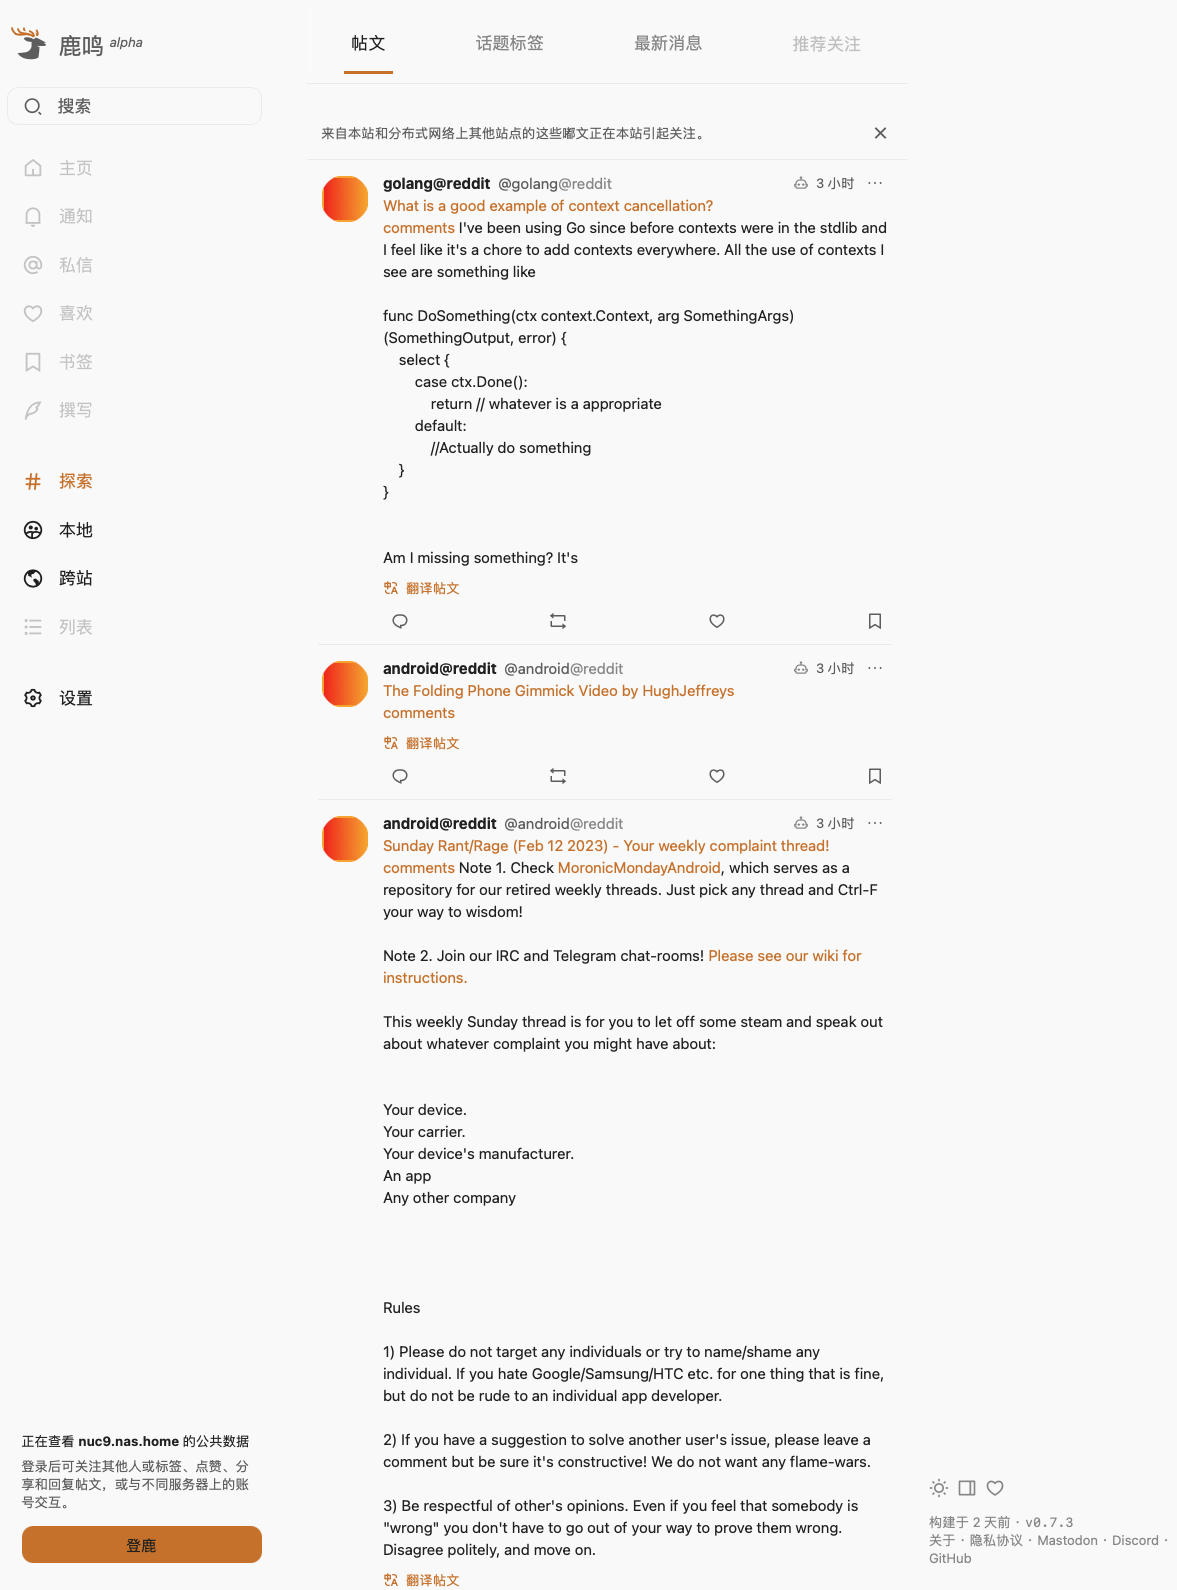 鹿鸣 alpha
搜索
主页
通知
私信
喜欢
书签
撰写
探索
本地
跨站
列表
设置
正在查看 nuc9.nas.home 的公共数据
登录后可关注其他人或标签、点赞、分
享和回复帖文，或与不同服务器上的账
号交互。
登鹿
帖文 话题标签 最新消息 推荐关注
来自本站和分布式网络上其他站点的这些嘟文正在本站引起关注。
golang@reddit @golang@reddit 3 小时 ···
What is a good example of context cancellation?
comments I've been using Go since before contexts were in the stdlib and
I feel like it's a chore to add contexts everywhere. All the use of contexts I
see are something like
func DoSomething(ctx context.Context, arg SomethingArgs)
(SomethingOutput, error) {
select {
case ctx.Done():
return // whatever is a appropriate
default:
//Actually do something
}
}
Am I missing something? It's
翻译帖文
android@reddit @android@reddit 3 小时 ···
The Folding Phone Gimmick Video by HughJeffreys
comments
翻译帖文
android@reddit @android@reddit 3 小时 ···
Sunday Rant/Rage (Feb 12 2023) - Your weekly complaint thread!
comments Note 1. Check MoronicMondayAndroid, which serves as a
repository for our retired weekly threads. Just pick any thread and Ctrl-F
your way to wisdom!
Note 2. Join our IRC and Telegram chat-rooms! Please see our wiki for
instructions.
This weekly Sunday thread is for you to let off some steam and speak out
about whatever complaint you might have about:
Your device.
Your carrier.
Your device's manufacturer.
An app
Any other company
Rules
1) Please do not target any individuals or try to name/shame any
individual. If you hate Google/Samsung/HTC etc. for one thing that is fine,
but do not be rude to an individual app developer.
2) If you have a suggestion to solve another user's issue, please leave a
comment but be sure it's constructive! We do not want any flame-wars.
3) Be respectful of other's opinions. Even if you feel that somebody is
"wrong" you don't have to go out of your way to prove them wrong.
Disagree politely, and move on.
翻译帖文
构建于 2 天前 · v0.7.3
关于 · 隐私协议 · Mastodon · Discord ·
GitHub